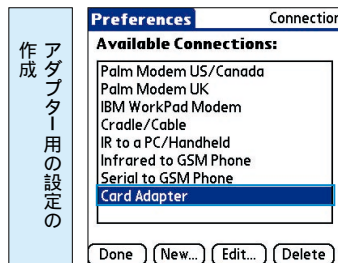 アダプター用の設定の
作成
Preferences
Connection
Available Connections:
Palm Modem US/Canada
Palm Modem UK
IBM WorkPad Modem
Cradle/Cable
IR to a PC/Handheld
Infrared to GSM Phone
Serial to GSM Phone
Card Adapter
Done New... Edit... Delete